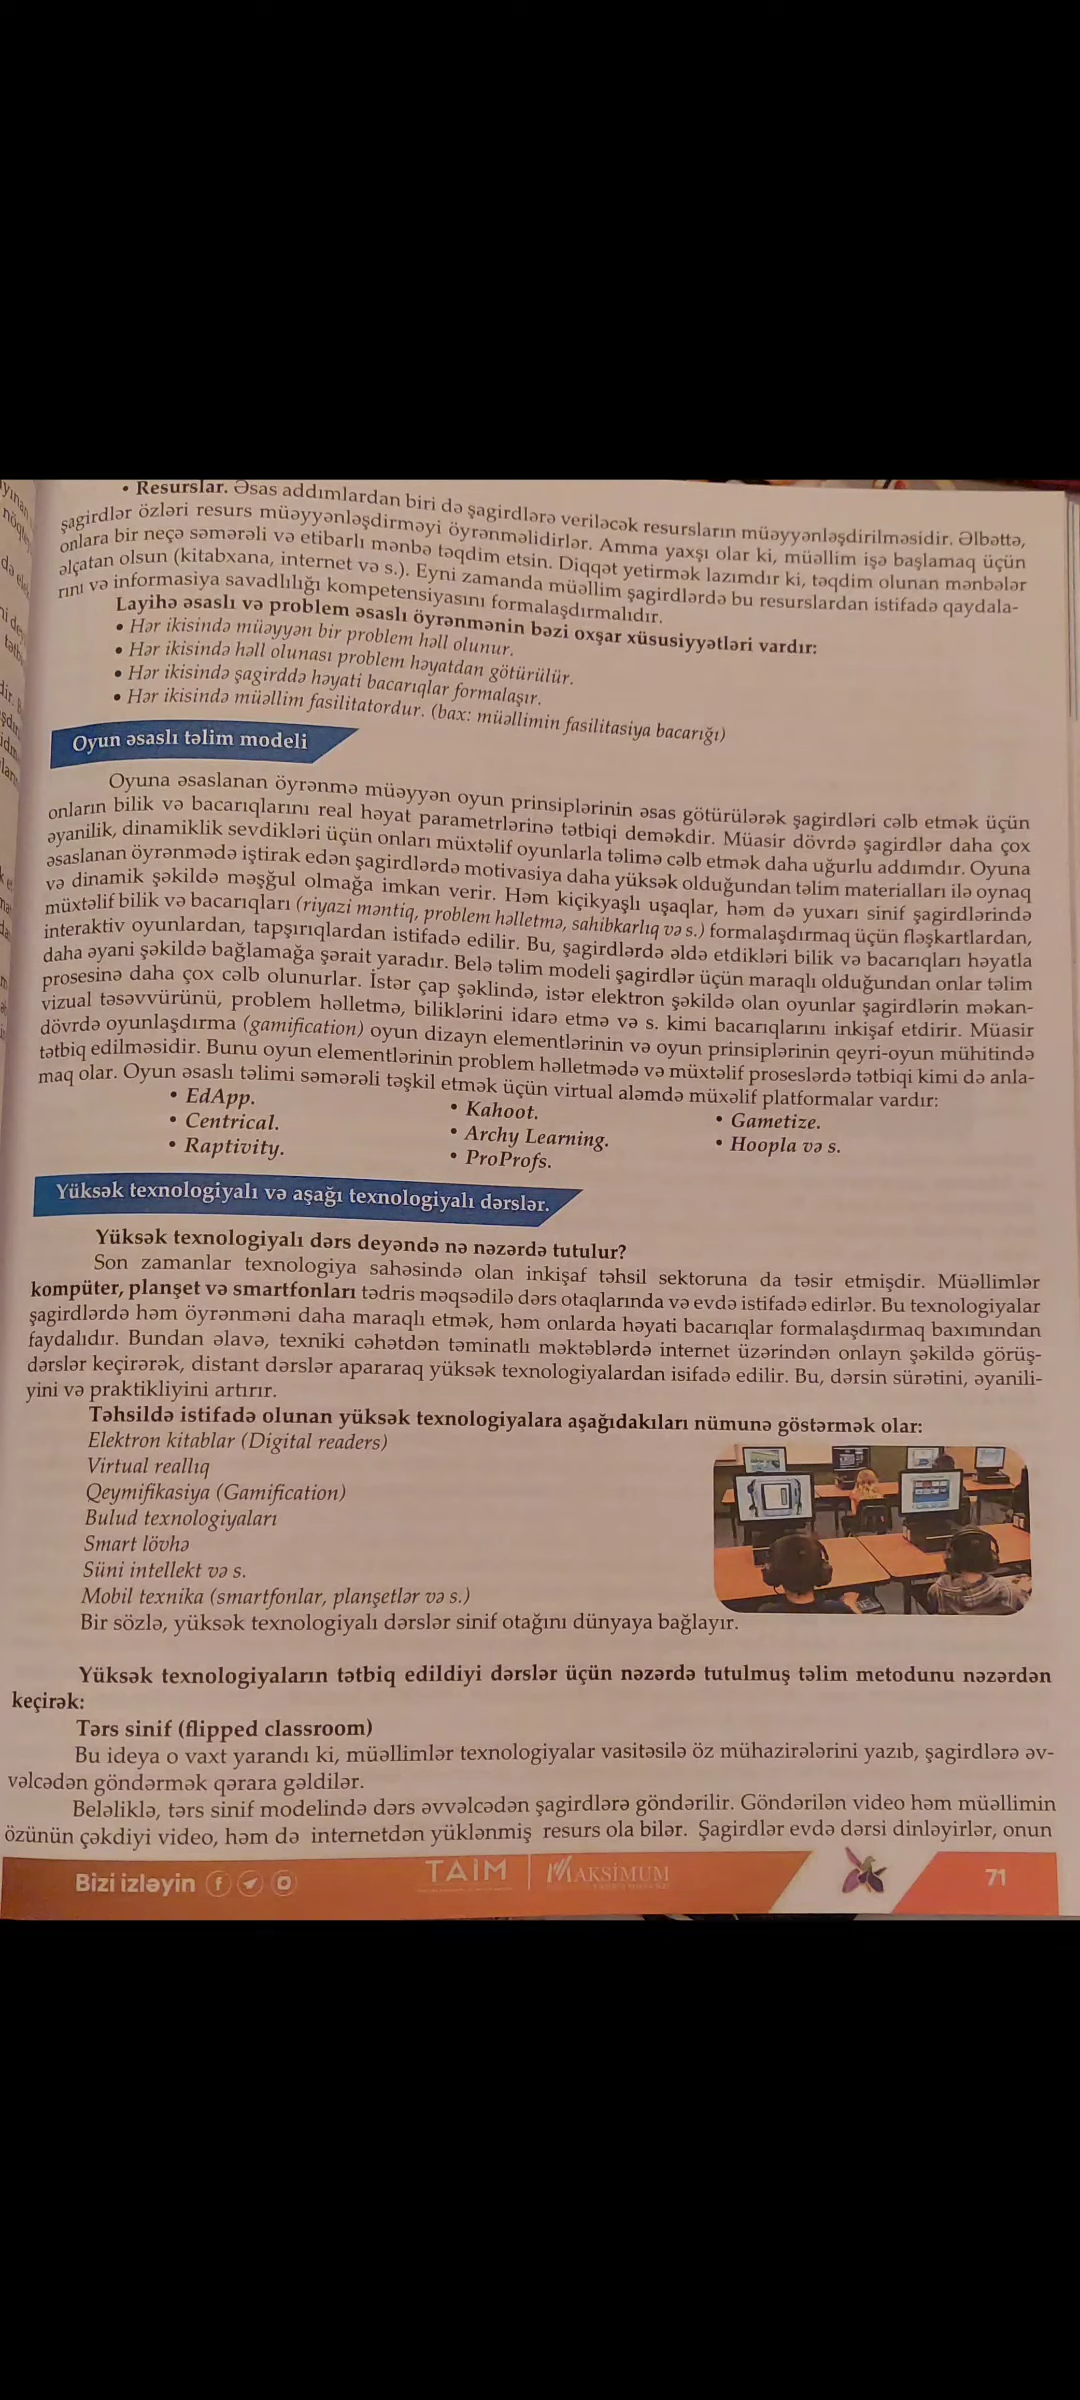 • Resurslar. Əsas addımlardan biri də şagirdlərə veriləcək resursların müəyyənləşdirilməsidir. Əlbəttə,
şagirdlər özləri resurs müəyyənləşdirməyi öyrənməlidirlər. Amma yaxşı olar ki, müəllim işə başlamaq üçün
onlara bir neçə səmərəli və etibarlı mənbə təqdim etsin. Diqqət yetirmək lazımdır ki, təqdim olunan mənbələr
əlçatan olsun (kitabxana, internet və s.). Eyni zamanda müəllim şagirdlərdə bu resurslardan istifadə qaydala-
rını və informasiya savadlılığı kompetensiyasını formalaşdırmalıdır.
Layihə əsaslı və problem əsaslı öyrənmənin bəzi oxşar xüsusiyyətləri vardır:
• Hər ikisində müəyyən bir problem həll olunur.
• Hər ikisində həll olunası problem həyatdan götürülür.
• Hər ikisində şagirddə həyati bacarıqlar formalaşır.
• Hər ikisində müəllim fasilitatordur. (bax: müəllimin fasilitasiya bacarığı)
Oyun əsaslı təlim modeli
Oyuna əsaslanan öyrənmə müəyyən oyun prinsiplərinin əsas götürülərək şagirdləri cəlb etmək üçün
onların bilik və bacarıqlarını real həyat parametrlərinə tətbiqi deməkdir. Müasir dövrdə şagirdlər daha çox
əyanilik, dinamiklik sevdikləri üçün onları müxtəlif oyunlarla təlimə cəlb etmək daha uğurlu addımdır. Oyuna
əsaslanan öyrənmədə iştirak edən şagirdlərdə motivasiya daha yüksək olduğundan təlim materialları ilə oynaq
və dinamik şəkildə məşğul olmağa imkan verir. Həm kiçikyaşlı uşaqlar, həm də yuxarı sinif şagirdlərində
müxtəlif bilik və bacarıqları (riyazi məntiq, problem həlletmə, sahibkarlıq və s.) formalaşdırmaq üçün fləşkartlardan,
interaktiv oyunlardan, tapşırıqlardan istifadə edilir. Bu, şagirdlərdə əldə etdikləri bilik və bacarıqları həyatla
daha əyani şəkildə bağlamağa şərait yaradır. Belə təlim modeli şagirdlər üçün maraqlı olduğundan onlar təlim
prosesinə daha çox cəlb olunurlar. İstər çap şəklində, istər elektron şəkildə olan oyunlar şagirdlərin məkan-
vizual təsəvvürünü, problem həlletmə, biliklərini idarə etmə və s. kimi bacarıqlarını inkişaf etdirir. Müasir
dövrdə oyunlaşdırma (gamification) oyun dizayn elementlərinin və oyun prinsiplərinin qeyri-oyun mühitində
tətbiq edilməsidir. Bunu oyun elementlərinin problem həlletmədə və müxtəlif proseslərdə tətbiqi kimi də anla-
maq olar. Oyun əsaslı təlimi səmərəli təşkil etmək üçün virtual aləmdə müxəlif platformalar vardır:
• EdApp. • Kahoot. • Gametize.
• Centrical. • Archy Learning. • Hoopla və s.
• Raptivity. • ProProfs.
Yüksək texnologiyalı və aşağı texnologiyalı dərslər.
Yüksək texnologiyalı dərs deyəndə nə nəzərdə tutulur?
Son zamanlar texnologiya sahəsində olan inkişaf təhsil sektoruna da təsir etmişdir. Müəllimlər
kompüter, planşet və smartfonları tədris məqsədilə dərs otaqlarında və evdə istifadə edirlər. Bu texnologiyalar
şagirdlərdə həm öyrənməni daha maraqlı etmək, həm onlarda həyati bacarıqlar formalaşdırmaq baxımından
faydalıdır. Bundan əlavə, texniki cəhətdən təminatlı məktəblərdə internet üzərindən onlayn şəkildə görüş-
dərslər keçirərək, distant dərslər apararaq yüksək texnologiyalardan isifadə edilir. Bu, dərsin sürətini, əyanili-
yini və praktikliyini artırır.
Təhsildə istifadə olunan yüksək texnologiyalara aşağıdakıları nümunə göstərmək olar:
Elektron kitablar (Digital readers)
Virtual reallıq
Qeymifikasiya (Gamification)
Bulud texnologiyaları
Smart lövhə
Süni intellekt və s.
Mobil texnika (smartfonlar, planşetlər və s.)
Bir sözlə, yüksək texnologiyalı dərslər sinif otağını dünyaya bağlayır.
Yüksək texnologiyaların tətbiq edildiyi dərslər üçün nəzərdə tutulmuş təlim metodunu nəzərdən
keçirək:
Tərs sinif (flipped classroom)
Bu ideya o vaxt yarandı ki, müəllimlər texnologiyalar vasitəsilə öz mühazirələrini yazıb, şagirdlərə əv-
vəlcədən göndərmək qərara gəldilər.
Beləliklə, tərs sinif modelində dərs əvvəlcədən şagirdlərə göndərilir. Göndərilən video həm müəllimin
özünün çəkdiyi video, həm də internetdən yüklənmiş resurs ola bilər. Şagirdlər evdə dərsi dinləyirlər, onun
Bizi izləyin TAİM MAKSİMUM 71